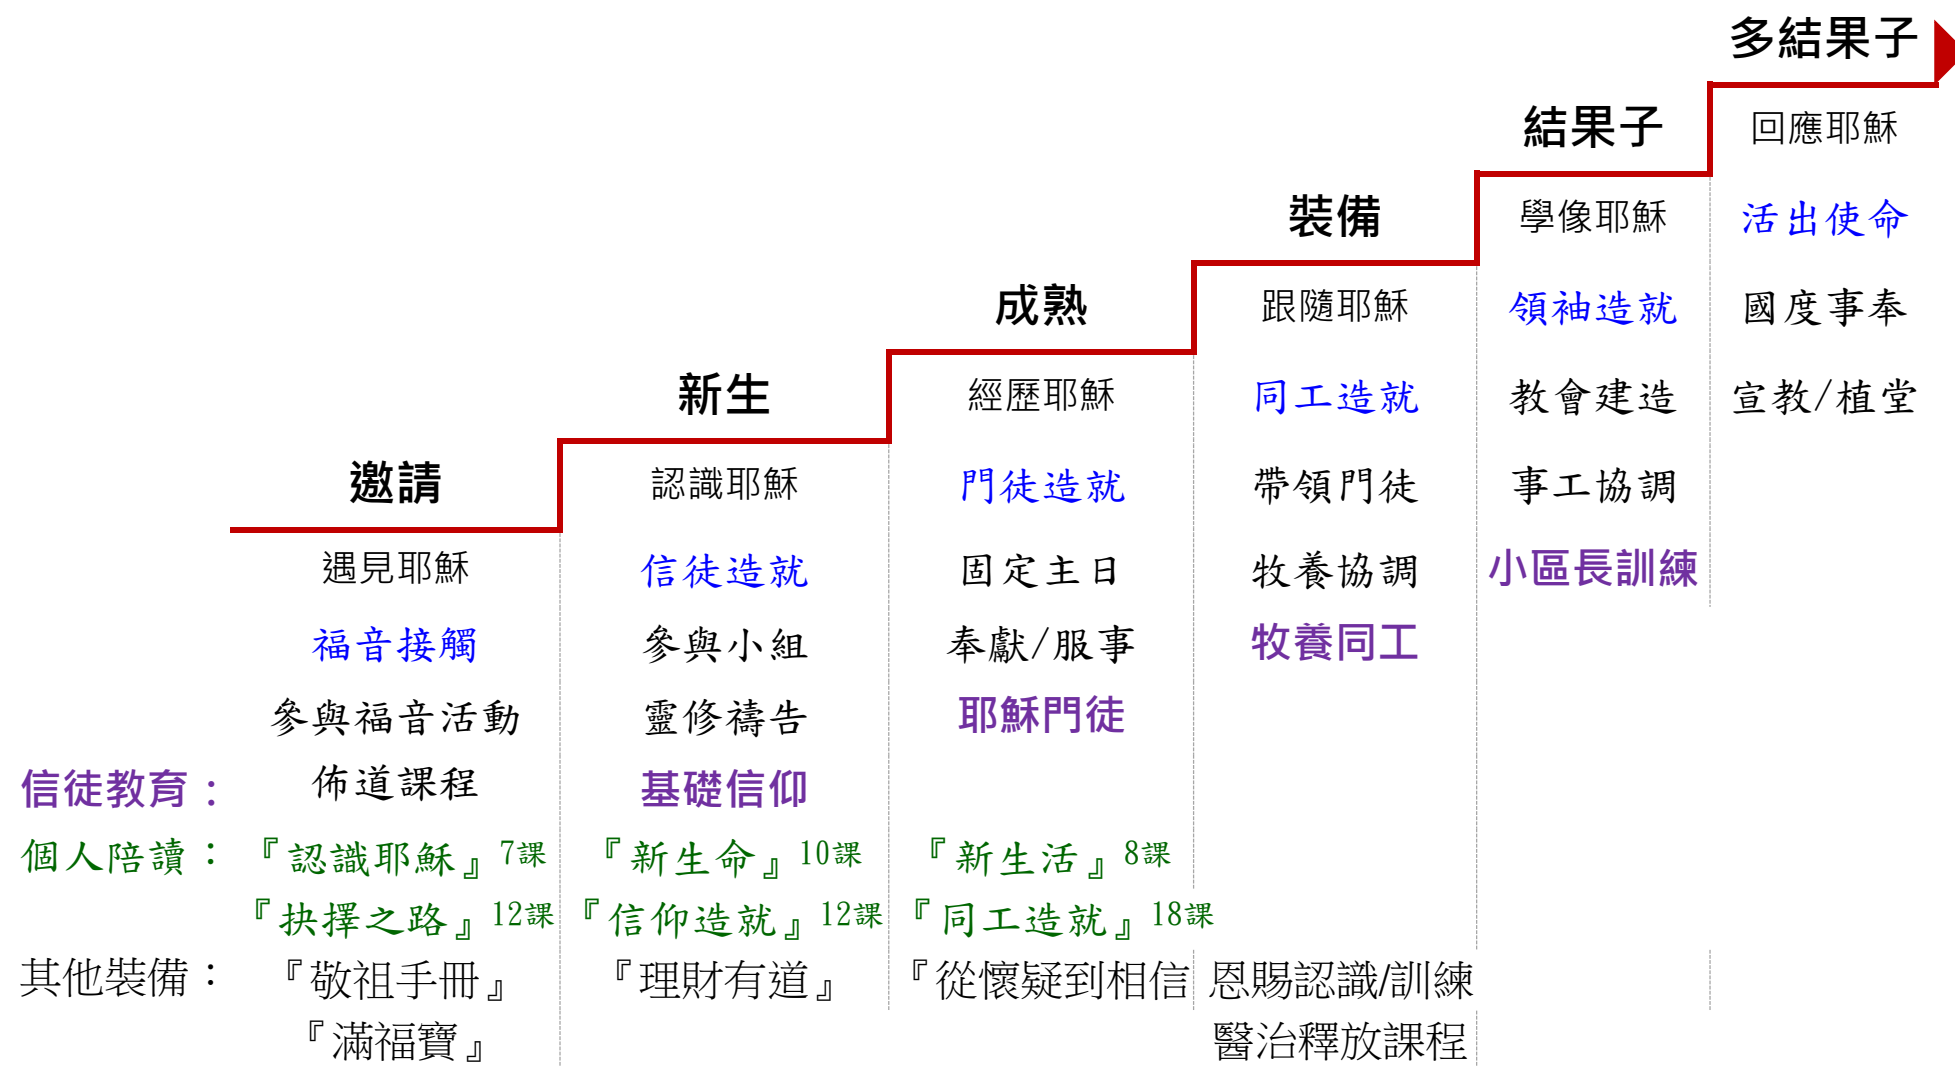 多結果子
結果子
回應耶穌
裝備
學像耶穌
活出使命
成熟
跟隨耶穌
領袖造就
國度事奉
新生
經歷耶穌
同工造就
教會建造
宣教/植堂
邀請
認識耶穌
門徒造就
帶領門徒
事工協調
遇見耶穌
信徒造就
固定主日
牧養協調
小區長訓練
福音接觸
參與小組
奉獻/服事
牧養同工
參與福音活動
靈修禱告
耶穌門徒
信徒教育：
佈道課程
基礎信仰
個人陪讀：
『認識耶穌』7課
『新生命』10課
『新生活』8課
『抉擇之路』12課
『信仰造就』12課
『同工造就』18課
其他裝備：
『敬祖手冊』
『理財有道』
『從懷疑到相信
恩賜認識/訓練
『滿福寶』
醫治釋放課程